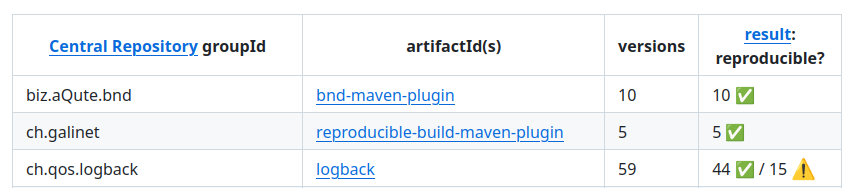 Central Repository groupId artifactId(s) versions result: reproducible?
biz.aQute.bnd bnd-maven-plugin 10 10 ✅
ch.galinet reproducible-build-maven-plugin 5 5 ✅
ch.qos.logback logback 59 44 ✅ / 15 ⚠️